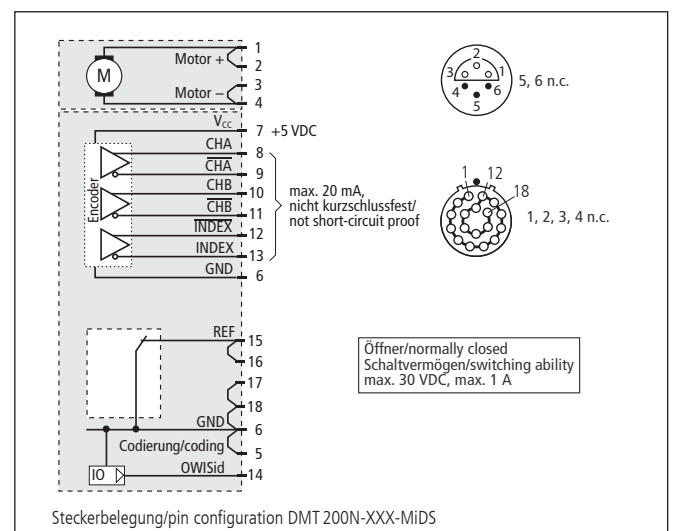 Motor +
1
2
M
Motor –
3
4
V_CC
7 +5 VDC
CHA
8
C̅H̅A̅
9
CHB
10
C̅H̅B̅
11
I̅N̅D̅E̅X̅
12
INDEX
13
GND
6
Encoder
max. 20 mA,
nicht kurzschlussfest/
not short-circuit proof
REF
15
16
17
18
GND
6
Codierung/coding
5
IO
OWISid
14
2
3 1
4 6
5
5, 6 n.c.
1 12
18
1, 2, 3, 4 n.c.
Öffner/normally closed
Schaltvermögen/switching ability
max. 30 VDC, max. 1 A
Steckerbelegung/pin configuration DMT 200N-XXX-MiDS